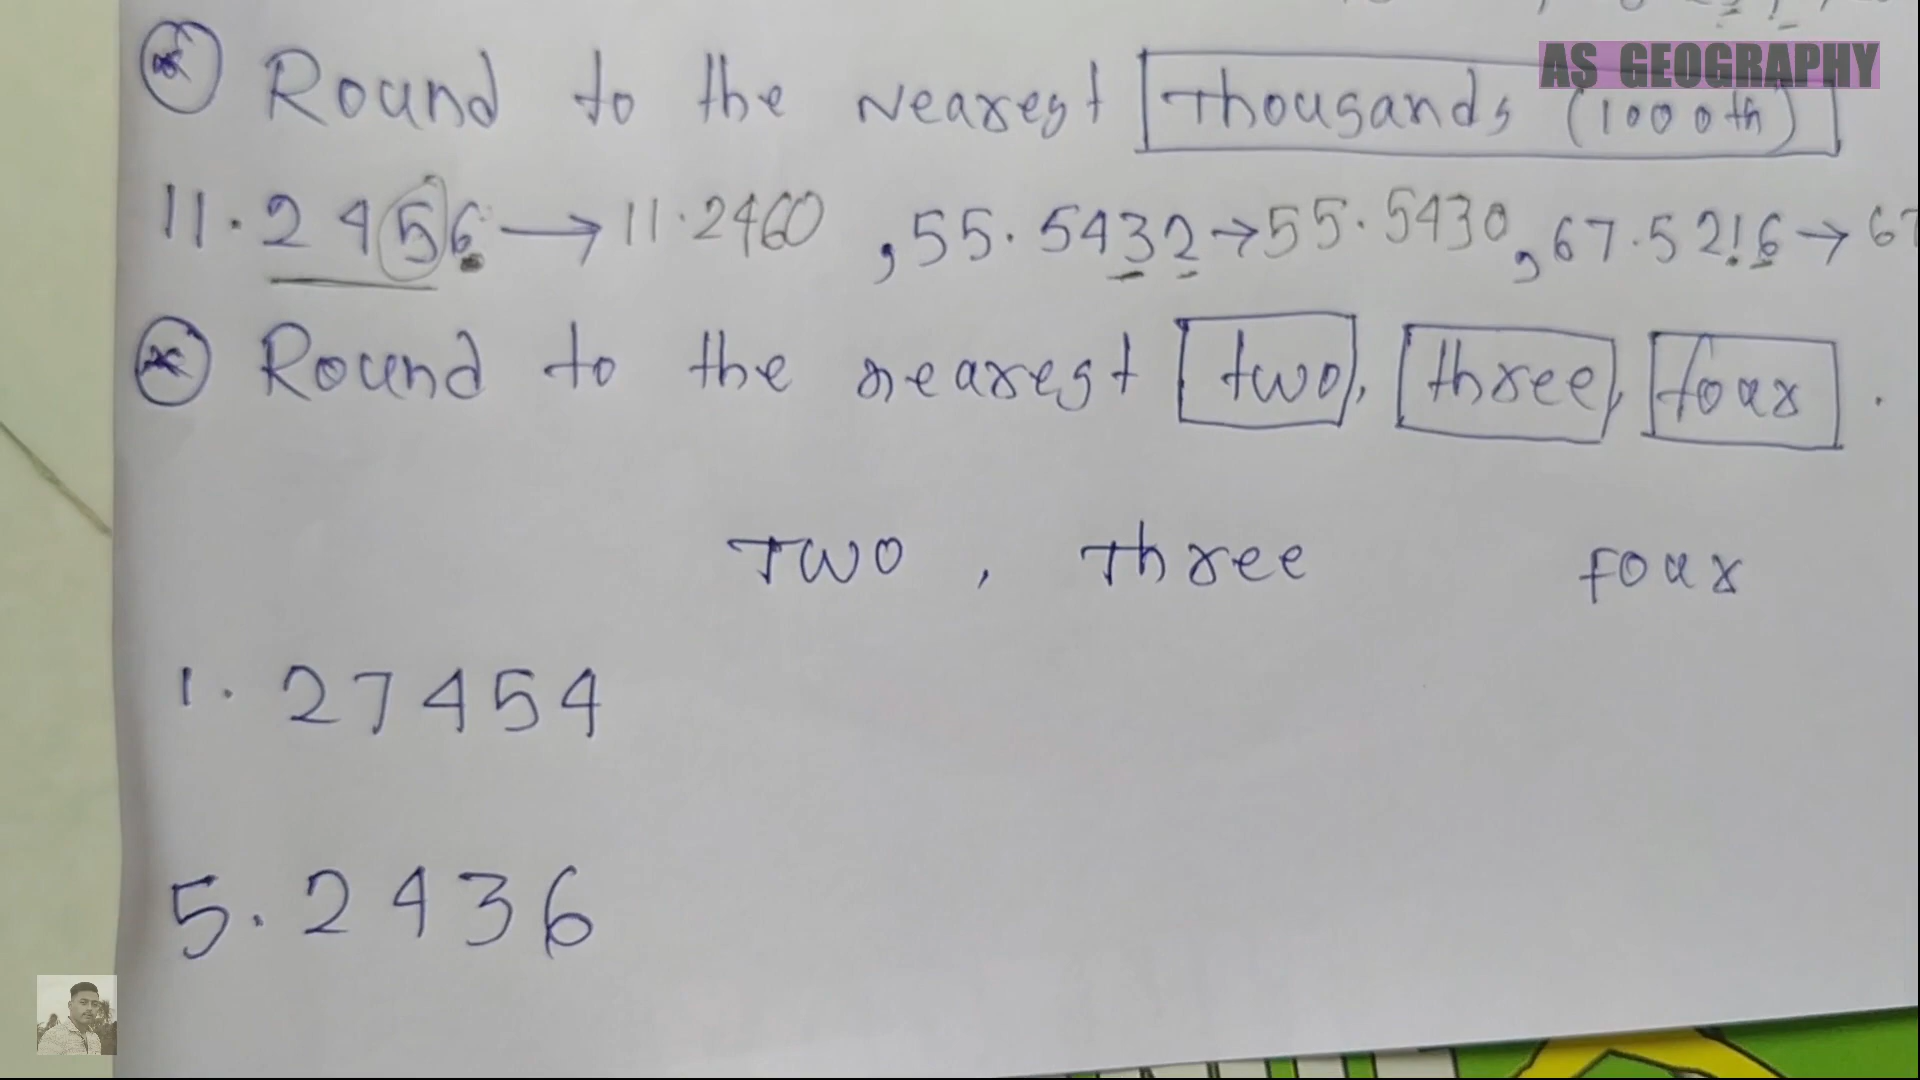 AS GEOGRAPHY
Round to the Nearest Thousands (1000th)
11.2456 → 11.2460 , 55.5432 → 55.5430 , 67.5216 → 67
Round to the nearest two, three, four .
Two , Three Four
1.27454
5.2436